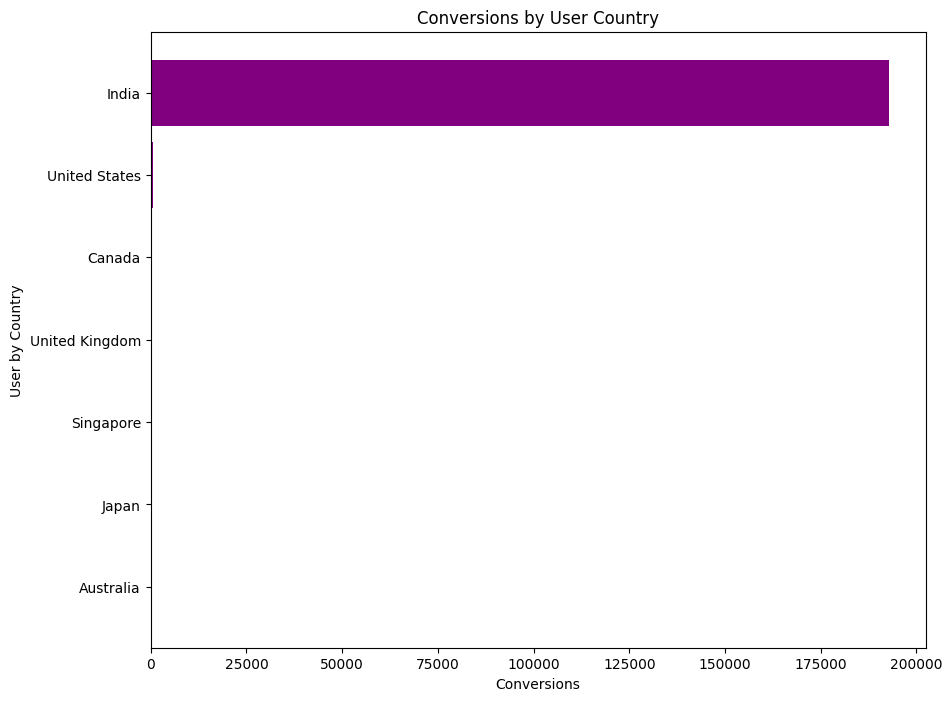 Conversions by User Country
User by Country
India
United States
Canada
United Kingdom
Singapore
Japan
Australia
0 25000 50000 75000 100000 125000 150000 175000 200000
Conversions